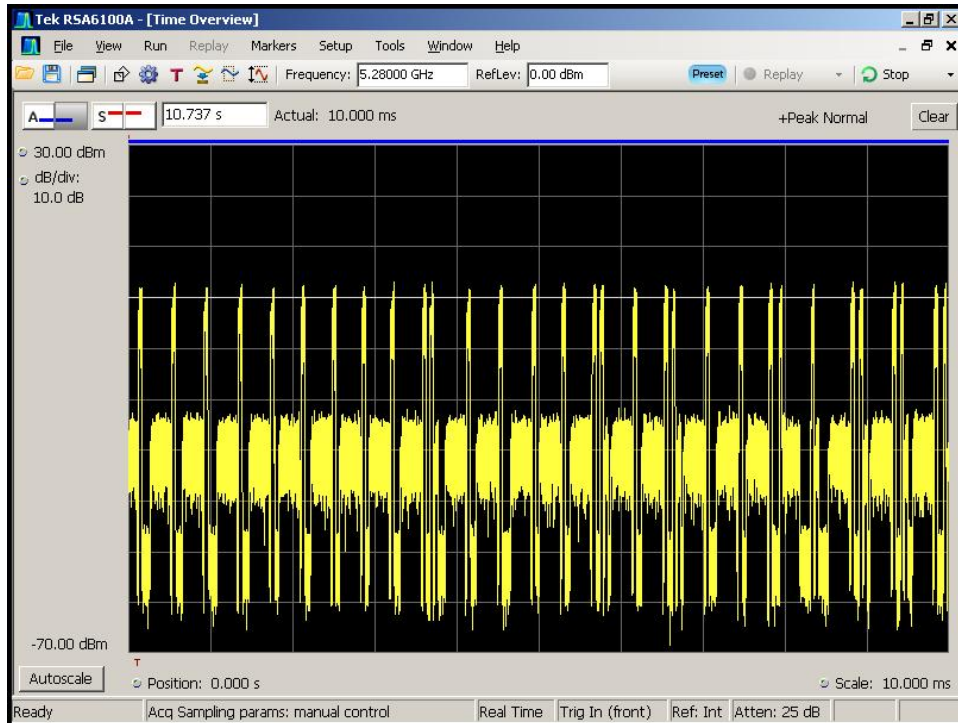 Tek RSA6100A - [Time Overview]
File View Run Replay Markers Setup Tools Window Help
T Frequency: 5.28000 GHz RefLev: 0.00 dBm Preset Replay Stop
A S 10.737 s Actual: 10.000 ms +Peak Normal Clear
30.00 dBm
dB/div:
10.0 dB
-70.00 dBm
T
Autoscale Position: 0.000 s Scale: 10.000 ms
Ready Acq Sampling params: manual control Real Time Trig In (front) Ref: Int Atten: 25 dB